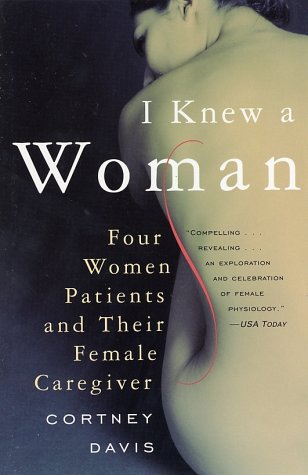 I Knew a
Woman
Four
Women
Patients
and Their
Female
Caregiver
CORTNEY
DAVIS
"COMPELLING . . .
REVEALING . . .
AN EXPLORATION
AND CELEBRATION
OF FEMALE
PHYSIOLOGY."
—USA TODAY